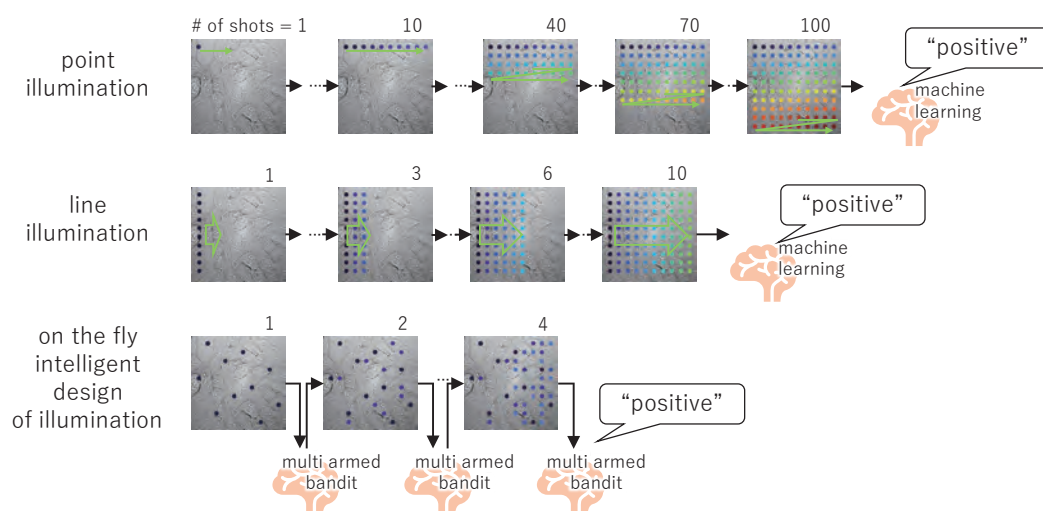 # of shots = 1
10
40
70
100
point
illumination
"positive"
machine
learning
1
3
6
10
line
illumination
"positive"
machine
learning
1
2
4
on the fly
intelligent
design
of illumination
"positive"
multi armed
bandit
multi armed
bandit
multi armed
bandit